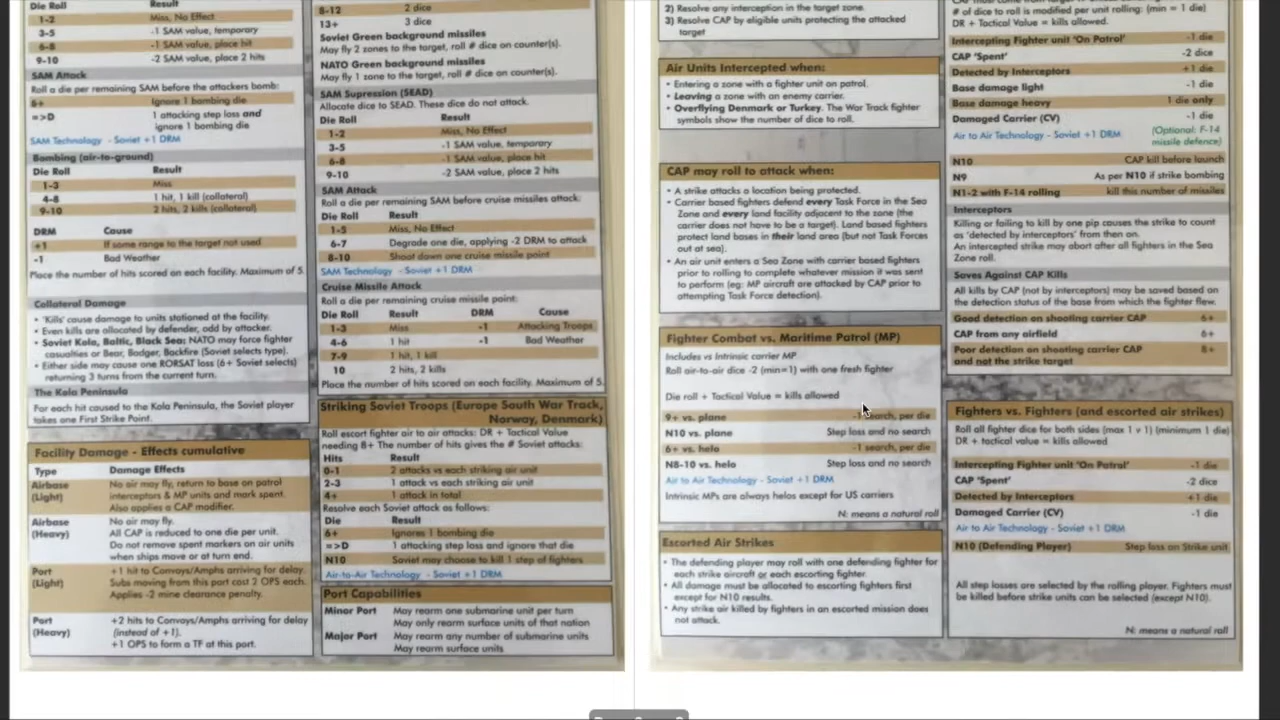 Die Roll Result
1-2 Miss, No Effect
3-5 -1 SAM value, temporary
6-8 -1 SAM value, place hit
9-10 -2 SAM value, place 2 hits
SAM Attack
Roll a die per remaining SAM before the attackers bomb:
6+ Ignore 1 bombing die
=>D 1 attacking step loss and
ignore 1 bombing die
SAM Technology - Soviet +1 DRM
Bombing (air-to-ground)
Die Roll Result
1-3 Miss
4-8 1 hit, 1 kill (collateral)
9-10 2 hits, 2 kills (collateral)
DRM Cause
+1 If some range to the target not used
-1 Bad Weather
Place the number of hits scored on each facility. Maximum of 5.
Collateral Damage
• 'Kills' cause damage to units stationed at the facility.
• Even kills are allocated by defender, odd by attacker.
• Soviet Kola, Baltic, Black Sea: NATO may force fighter
casualties or Bear, Badger, Backfire (Soviet selects type).
• Either side may cause one RORSAT loss (6+ Soviet selects)
returning 3 turns from the current turn.
The Kola Peninsula
For each hit caused to the Kola Peninsula, the Soviet player
takes one First Strike Point.
Facility Damage - Effects cumulative
Type Damage Effects
Airbase (Light) No air may fly, return to base on patrol
interceptors & MP units and mark spent.
Also applies a CAP modifier.
Airbase (Heavy) No air may fly.
All CAP is reduced to one die per unit.
Do not remove spent markers on air units
when ships move or at turn end.
Port (Light) +1 hit to Convoys/Amphs arriving for delay.
Subs moving from this port cost 2 OPS each.
Applies -2 mine clearance penalty.
Port (Heavy) +2 hits to Convoys/Amphs arriving for delay
(instead of +1).
+1 OPS to form a TF at this port.
8-12 2 dice
13+ 3 dice
Soviet Green background missiles
May fly 2 zones to the target, roll # dice on counter(s).
NATO Green background missiles
May fly 1 zone to the target, roll # dice on counter(s).
SAM Supression (SEAD)
Allocate dice to SEAD. These dice do not attack.
Die Roll Result
1-2 Miss, No Effect
3-5 -1 SAM value, temporary
6-8 -1 SAM value, place hit
9-10 -2 SAM value, place 2 hits
SAM Attack
Roll a die per remaining SAM before cruise missiles attack:
Die Roll Result
1-5 Miss, No Effect
6-7 Degrade one die, applying -2 DRM to attack
8-10 Shoot down one cruise missile point
SAM Technology - Soviet +1 DRM
Cruise Missile Attack
Roll a die per remaining cruise missile point:
Die Roll Result DRM Cause
1-3 Miss -1 Attacking Troops
4-6 1 hit -1 Bad Weather
7-9 1 hit, 1 kill
10 2 hits, 2 kills
Place the number of hits scored on each facility. Maximum of 5.
Striking Soviet Troops (Europe South War Track,
Norway, Denmark)
Roll escort fighter air to air attacks: DR + Tactical Value
needing 8+ The number of hits gives the # Soviet attacks:
Hits Result
0-1 2 attacks vs each striking air unit
2-3 1 attack vs each striking air unit
4+ 1 attack in total
Resolve each Soviet attack as follows:
Die Result
6+ Ignores 1 bombing die
=>D 1 attacking step loss and ignore that die
N10 Soviet may choose to kill 1 step of fighters
Air-to-Air Technology - Soviet +1 DRM
Port Capabilities
Minor Port May rearm one submarine unit per turn
May only rearm surface units of that nation
Major Port May rearm any number of submarine units
May rearm surface units
2) Resolve any interception in the target zone.
3) Resolve CAP by eligible units protecting the attacked
target
Air Units Intercepted when:
• Entering a zone with a fighter unit on patrol.
• Leaving a zone with an enemy carrier.
• Overflying Denmark or Turkey. The War Track fighter
symbols show the number of dice to roll.
CAP may roll to attack when:
• A strike attacks a location being protected.
• Carrier based fighters defend every Task Force in the Sea
Zone and every land facility adjacent to the zone (the
carrier does not have to be a target). Land based fighters
protect land bases in their land area (but not Task Forces
out at sea).
• An air unit enters a Sea Zone with carrier based fighters
prior to rolling to complete whatever mission it was sent
to perform (eg: MP aircraft are attacked by CAP prior to
attempting Task Force detection).
Fighter Combat vs. Maritime Patrol (MP)
Includes vs Intrinsic carrier MP
Roll air-to-air dice -2 (min=1) with one fresh fighter
Die roll + Tactical Value = kills allowed
9+ vs. plane -1 search, per die
N10 vs. plane Step loss and no search
6+ vs. helo -1 search, per die
N8-10 vs. helo Step loss and no search
Air to Air Technology - Soviet +1 DRM
Intrinsic MPs are always helos except for US carriers
N: means a natural roll
Escorted Air Strikes
• The defending player may roll with one defending fighter for
each strike aircraft or each escorting fighter.
• All damage must be allocated to escorting fighters first
except for N10 results.
• Any strike air killed by fighters in an escorted mission does
not attack.
# of dice to roll is modified per unit rolling: (min = 1 die)
DR + Tactical Value = kills allowed.
Intercepting Fighter unit 'On Patrol' -1 die
CAP 'Spent' -2 dice
Detected by Interceptors +1 die
Base damage light -1 die
Base damage heavy 1 die only
Damaged Carrier (CV) -1 die
Air to Air Technology - Soviet +1 DRM (Optional: F-14
missile defence)
N10 CAP kill before launch
N9 As per N10 if strike bombing
N1-2 with F-14 rolling kill this number of missiles
Interceptors
Killing or failing to kill by one pip causes the strike to count
as 'detected by interceptors' from then on.
An intercepted strike may abort after all fighters in the Sea
Zone roll.
Saves Against CAP Kills
All kills by CAP (not by interceptors) may be saved based on
the detection status of the base from which the fighter flew.
Good detection on shooting carrier CAP 6+
CAP from any airfield 6+
Poor detection on shooting carrier CAP 8+
and not the strike target
Fighters vs. Fighters (and escorted air strikes)
Roll all fighter dice for both sides (max 1 v 1) (minimum 1 die)
DR + tactical value = kills allowed
Intercepting Fighter unit 'On Patrol' -1 die
CAP 'Spent' -2 dice
Detected by Interceptors +1 die
Damaged Carrier (CV) -1 die
Air to Air Technology - Soviet +1 DRM
N10 (Defending Player) Step loss on Strike unit
All step losses are selected by the rolling player. Fighters must
be killed before strike units can be selected (except N10).
N: means a natural roll